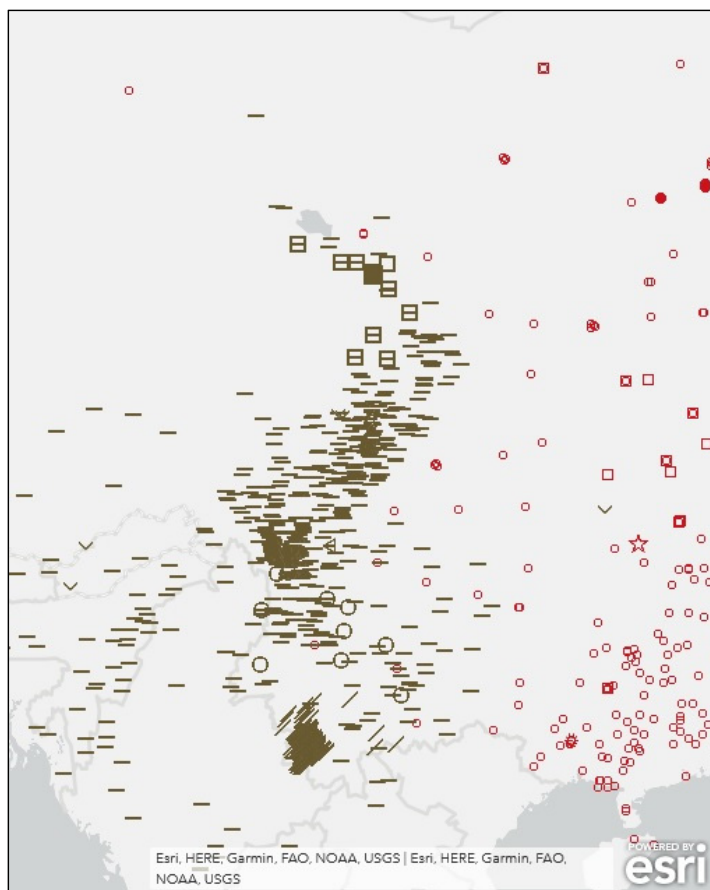 Esri, HERE, Garmin, FAO, NOAA, USGS | Esri, HERE, Garmin, FAO,
NOAA, USGS
POWERED BY
esri